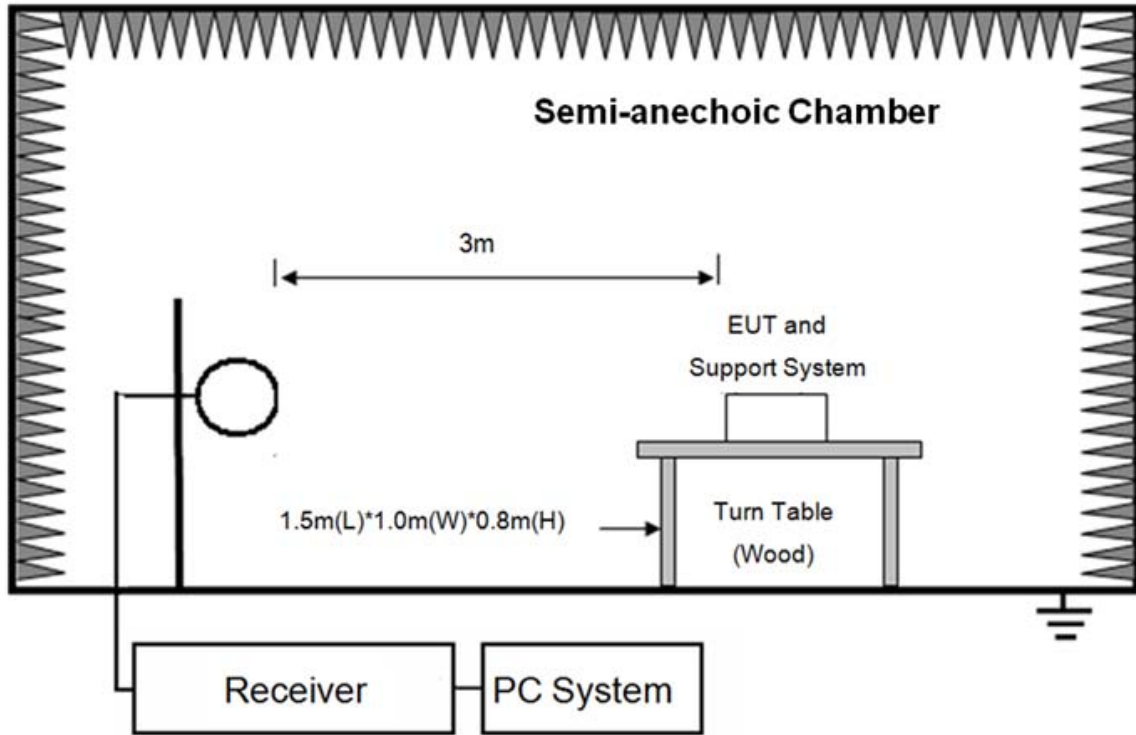 Semi-anechoic Chamber
3m
EUT and
Support System
1.5m(L)*1.0m(W)*0.8m(H)
Turn Table
(Wood)
Receiver
PC System